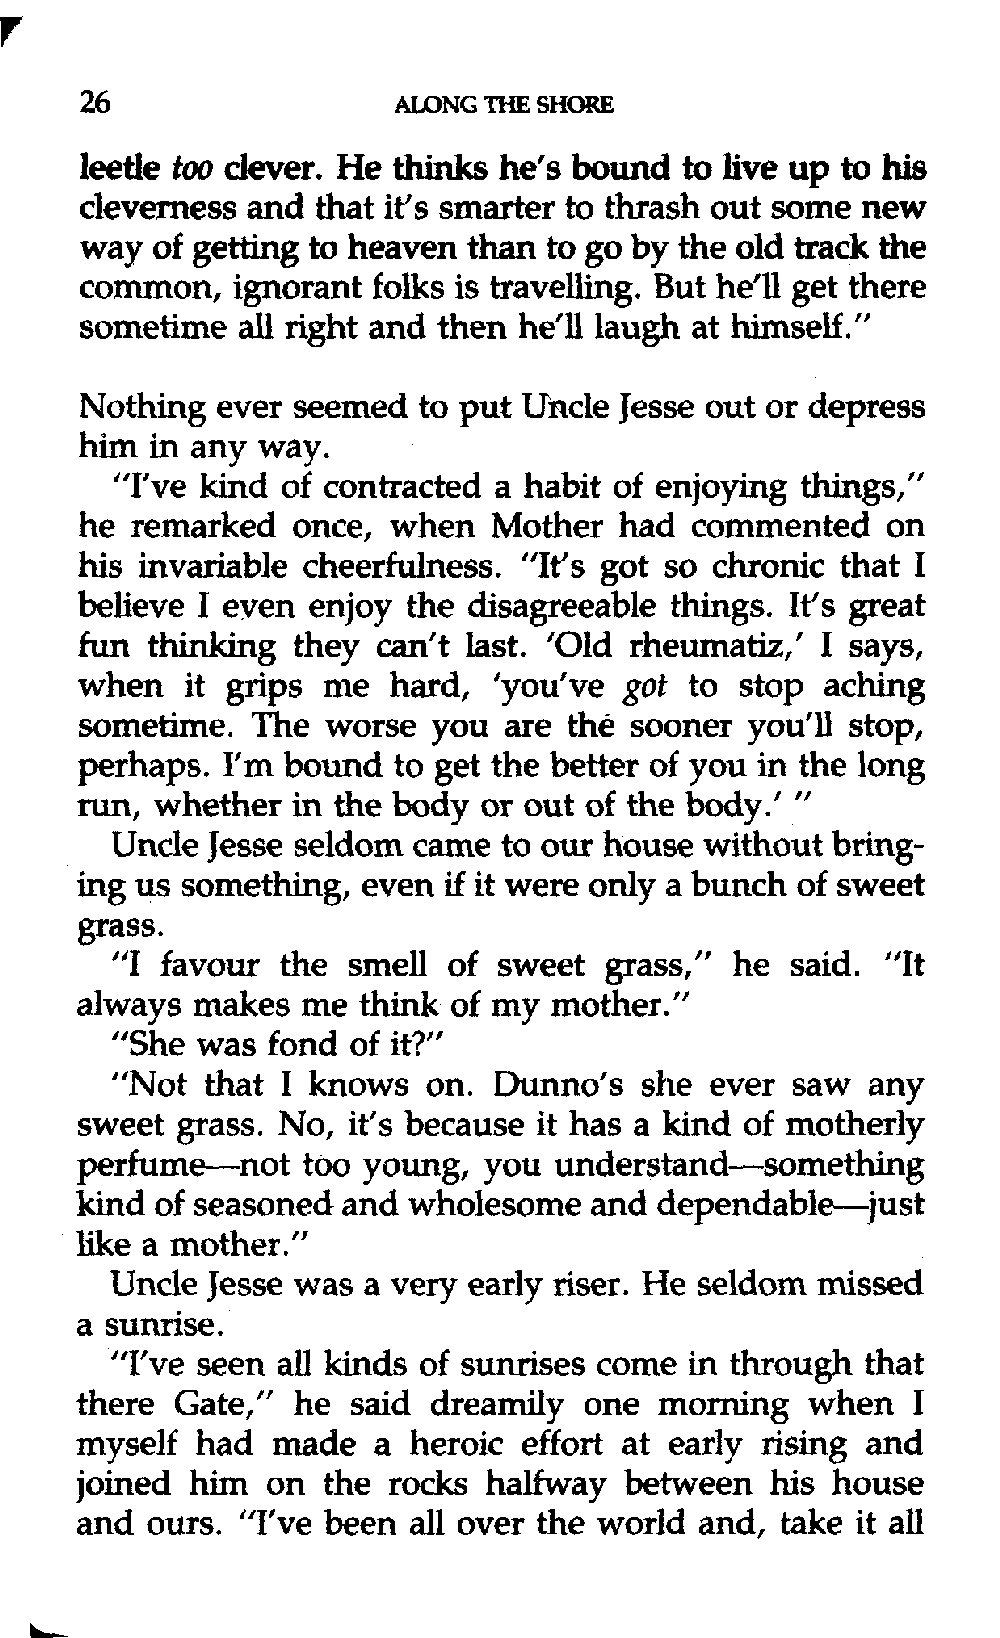 26 ALONG THE SHORE
leetle too clever. He thinks he's bound to live up to his
cleverness and that it's smarter to thrash out some new
way of getting to heaven than to go by the old track the
common, ignorant folks is travelling. But he'll get there
sometime all right and then he'll laugh at himself."
Nothing ever seemed to put Uncle Jesse out or depress
him in any way.
"I've kind of contracted a habit of enjoying things,"
he remarked once, when Mother had commented on
his invariable cheerfulness. "It's got so chronic that I
believe I even enjoy the disagreeable things. It's great
fun thinking they can't last. 'Old rheumatiz,' I says,
when it grips me hard, 'you've got to stop aching
sometime. The worse you are the sooner you'll stop,
perhaps. I'm bound to get the better of you in the long
run, whether in the body or out of the body.' "
Uncle Jesse seldom came to our house without bring-
ing us something, even if it were only a bunch of sweet
grass.
"I favour the smell of sweet grass," he said. "It
always makes me think of my mother."
"She was fond of it?"
"Not that I knows on. Dunno's she ever saw any
sweet grass. No, it's because it has a kind of motherly
perfume—not too young, you understand—something
kind of seasoned and wholesome and dependable—just
like a mother."
Uncle Jesse was a very early riser. He seldom missed
a sunrise.
"I've seen all kinds of sunrises come in through that
there Gate," he said dreamily one morning when I
myself had made a heroic effort at early rising and
joined him on the rocks halfway between his house
and ours. "I've been all over the world and, take it all